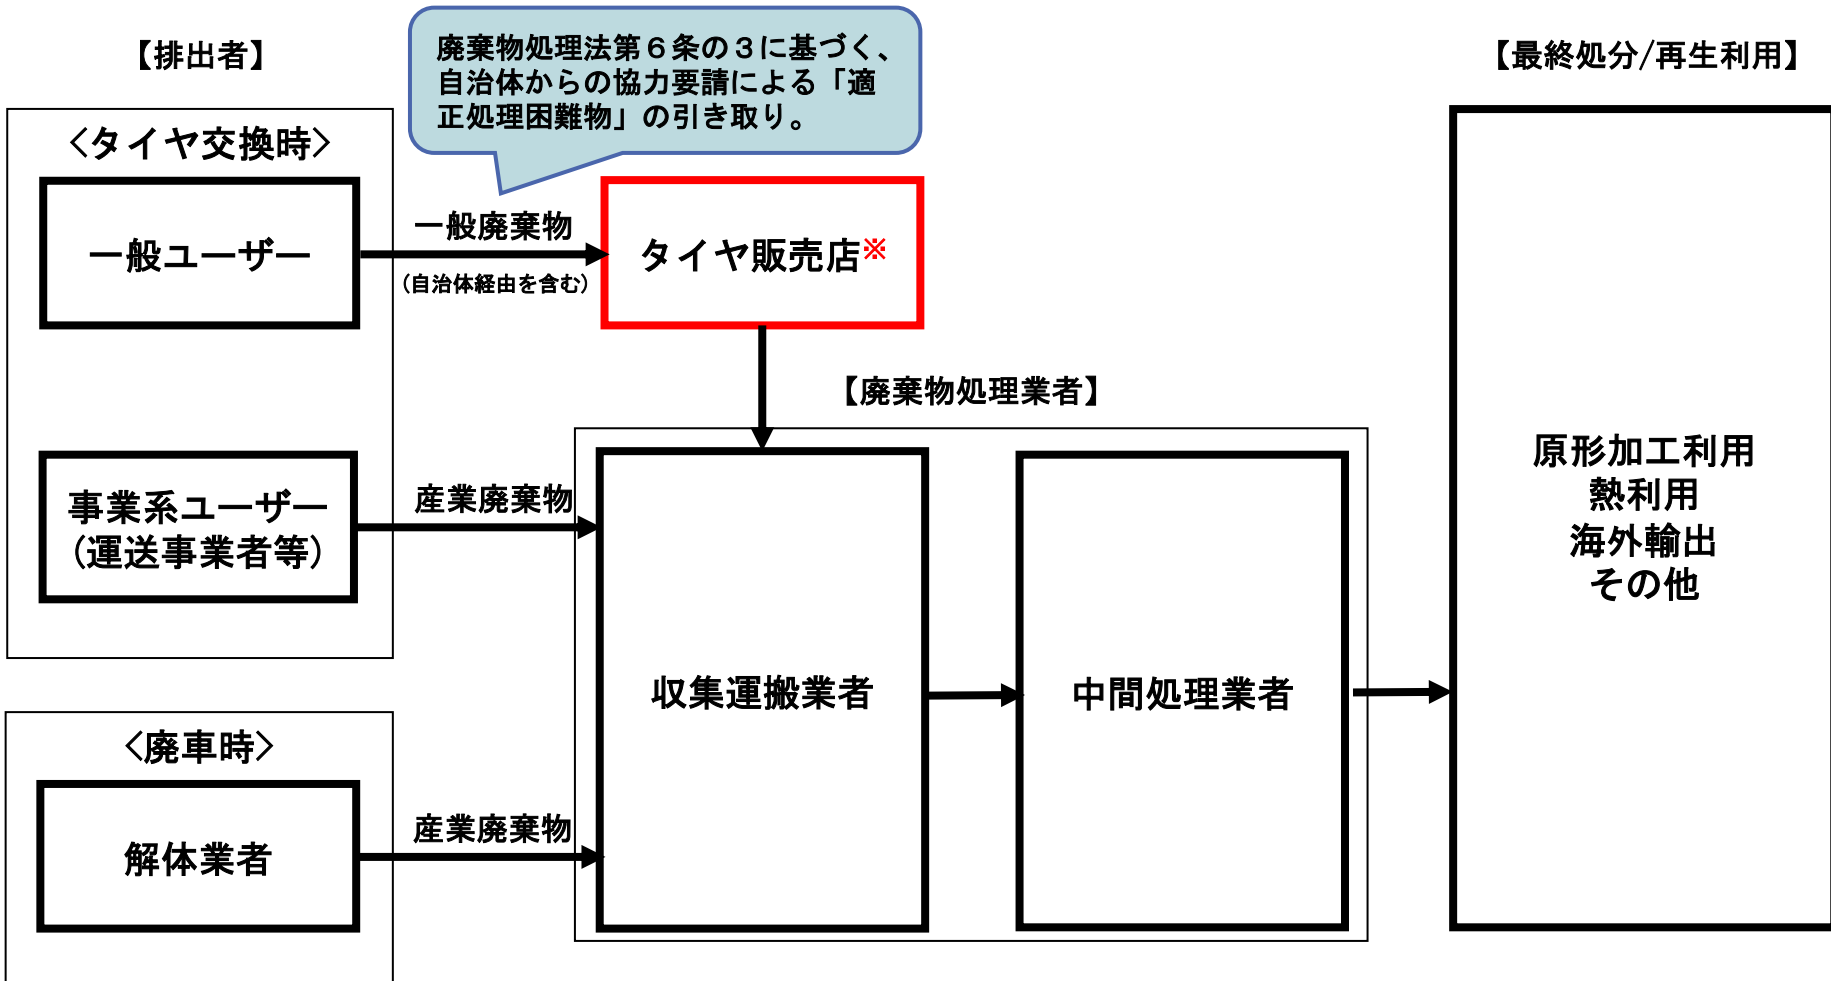 【排出者】
廃棄物処理法第６条の３に基づく、
自治体からの協力要請による「適
正処理困難物」の引き取り。
【最終処分/再生利用】
<タイヤ交換時>
一般ユーザー
一般廃棄物
（自治体経由を含む）
タイヤ販売店※
【廃棄物処理業者】
事業系ユーザー
（運送事業者等）
産業廃棄物
原形加工利用
熱利用
海外輸出
その他
収集運搬業者
中間処理業者
<廃車時>
解体業者
産業廃棄物